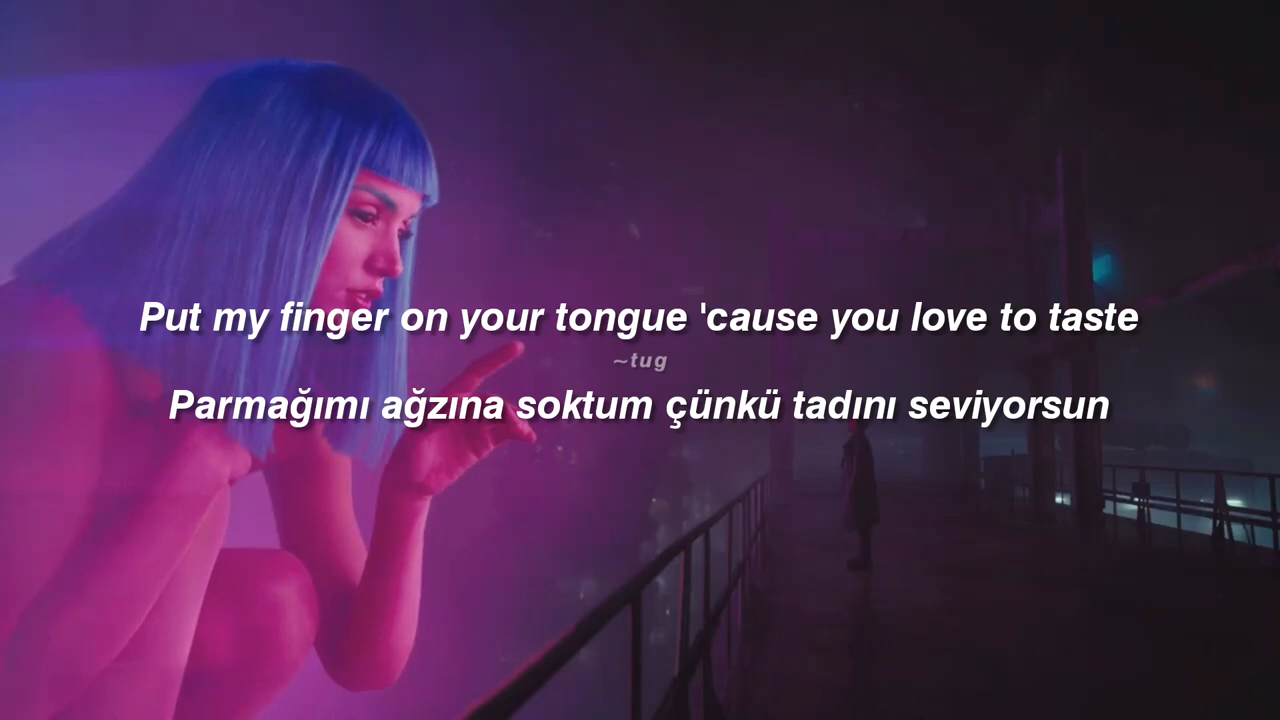 Put my finger on your tongue 'cause you love to taste
~tug
Parmağımı ağzına soktum çünkü tadını seviyorsun